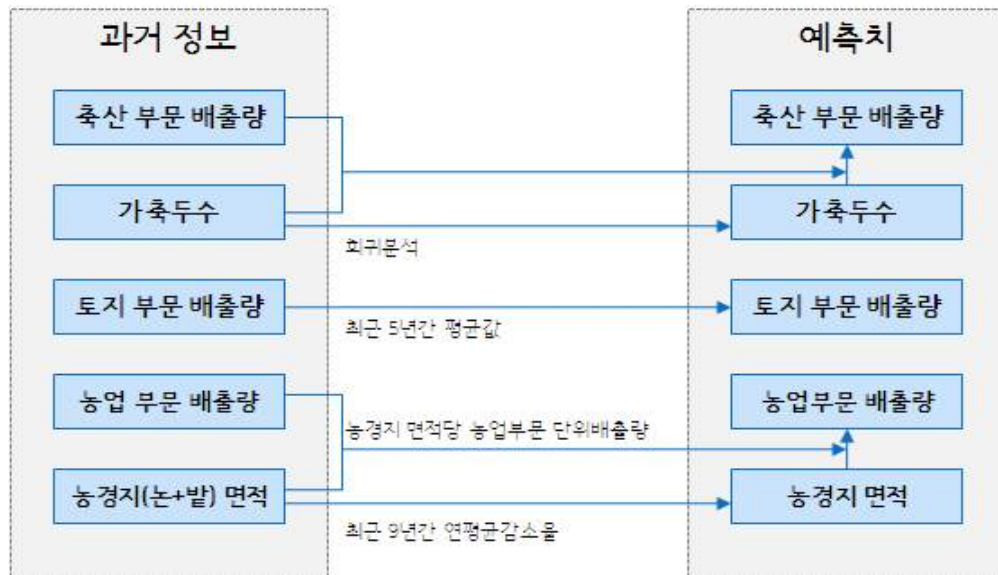 과거 정보
예측치
축산 부문 배출량
축산 부문 배출량
가축두수
가축두수
회귀분석
토지 부문 배출량
토지 부문 배출량
최근 5년간 평균값
농업 부문 배출량
농업부문 배출량
농경지 면적당 농업부문 단위배출량
농경지(논+밭) 면적
농경지 면적
최근 9년간 연평균감소율